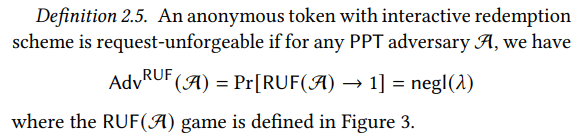 Definition 2.5. An anonymous token with interactive redemption
scheme is request-unforgeable if for any PPT adversary 𝒜, we have
Adv^RUF(𝒜) = Pr[RUF(𝒜) → 1] = negl(λ)
where the RUF(𝒜) game is defined in Figure 3.